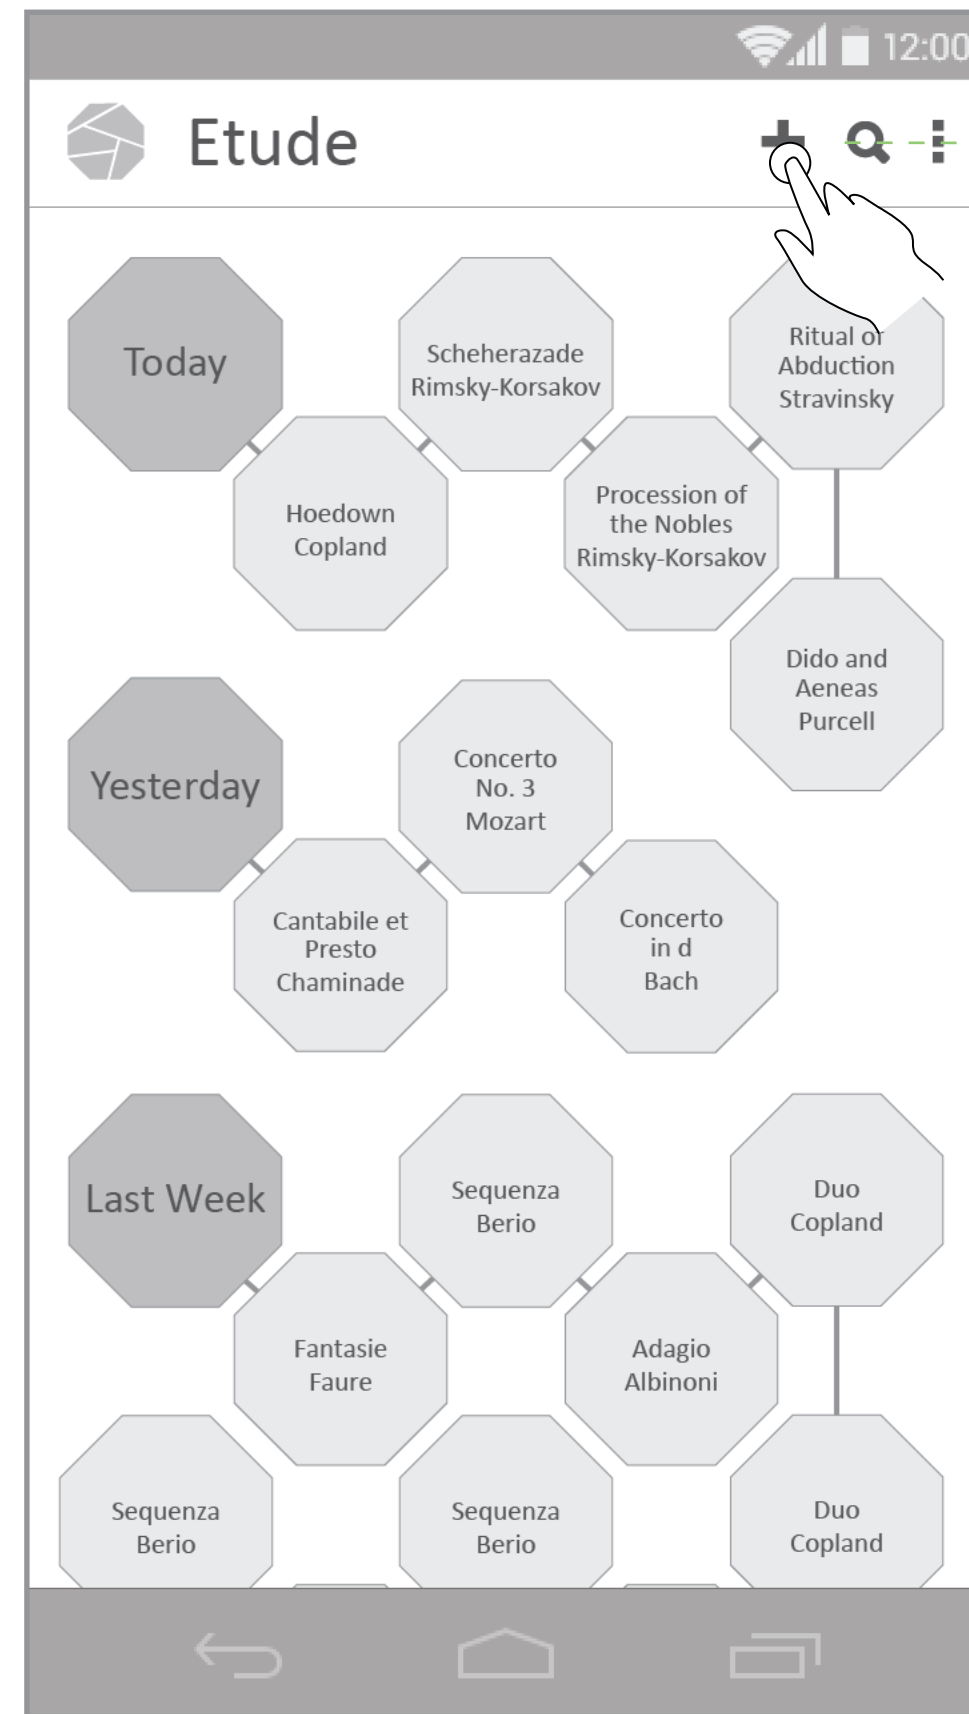 12:00
Etude
Today
Hoedown
Copland
Scheherazade
Rimsky-Korsakov
Procession of
the Nobles
Rimsky-Korsakov
Ritual of
Abduction
Stravinsky
Dido and
Aeneas
Purcell
Yesterday
Cantabile et
Presto
Chaminade
Concerto
No. 3
Mozart
Concerto
in d
Bach
Last Week
Fantasie
Faure
Sequenza
Berio
Adagio
Albinoni
Duo
Copland
Sequenza
Berio
Sequenza
Berio
Duo
Copland